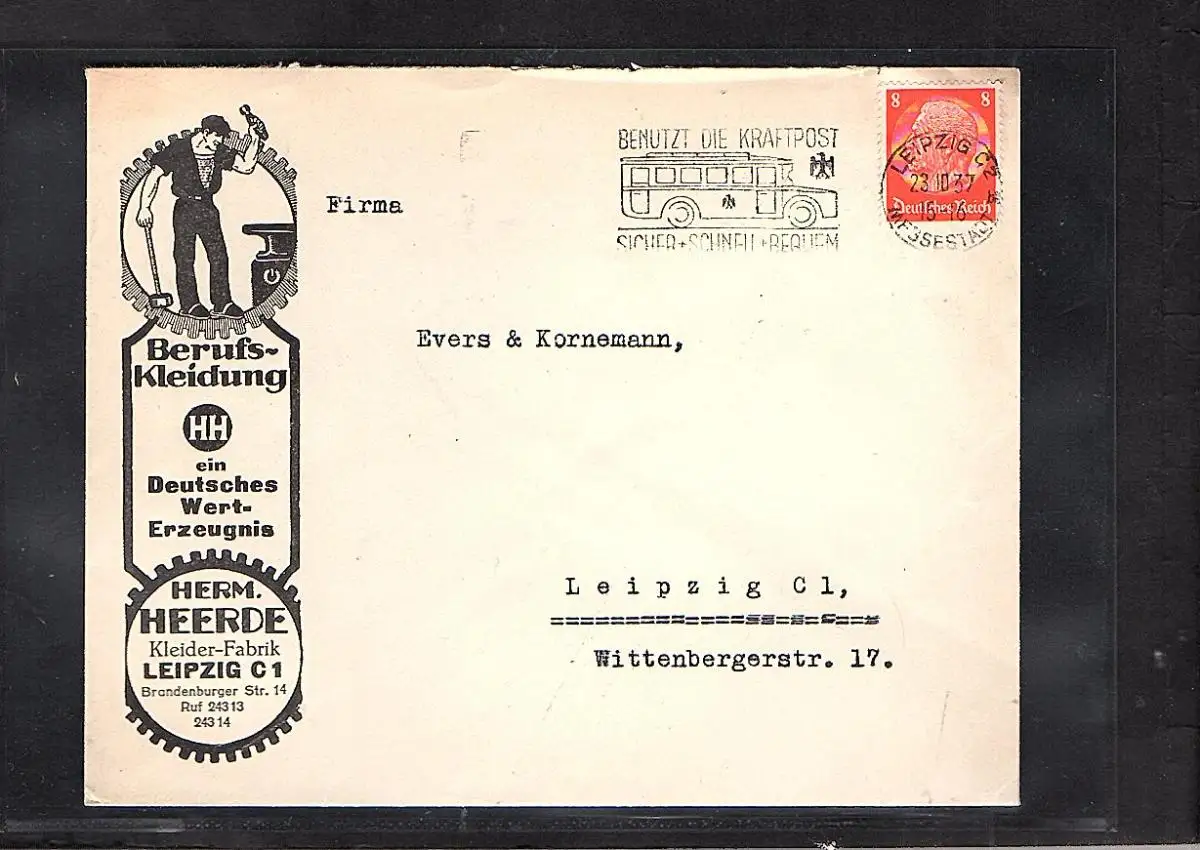 Berufs-
Kleidung
HH
ein
Deutsches
Wert-
Erzeugnis
HERM.
HEERDE
Kleider-Fabrik
LEIPZIG C 1
Brandenburger Str. 14
Ruf 24313
24314
BENUTZT DIE KRAFTPOST
SICHER + SCHNELL + BEQUEM
8 8
Deutsches Reich
LEIPZIG C2
23.10.37
MESSESTADT
Firma
Evers & Kornemann,
Leipzig C1,
Wittenbergerstr. 17.